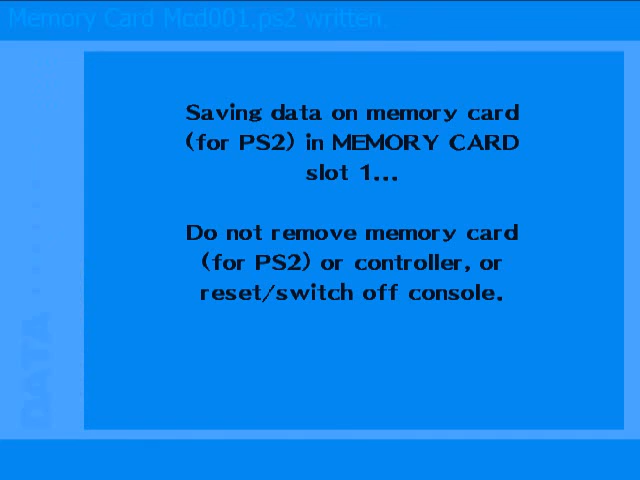 Memory Card Mcd001.ps2 written.
Saving data on memory card
(for PS2) in MEMORY CARD
slot 1...
Do not remove memory card
(for PS2) or controller, or
reset/switch off console.
DATA